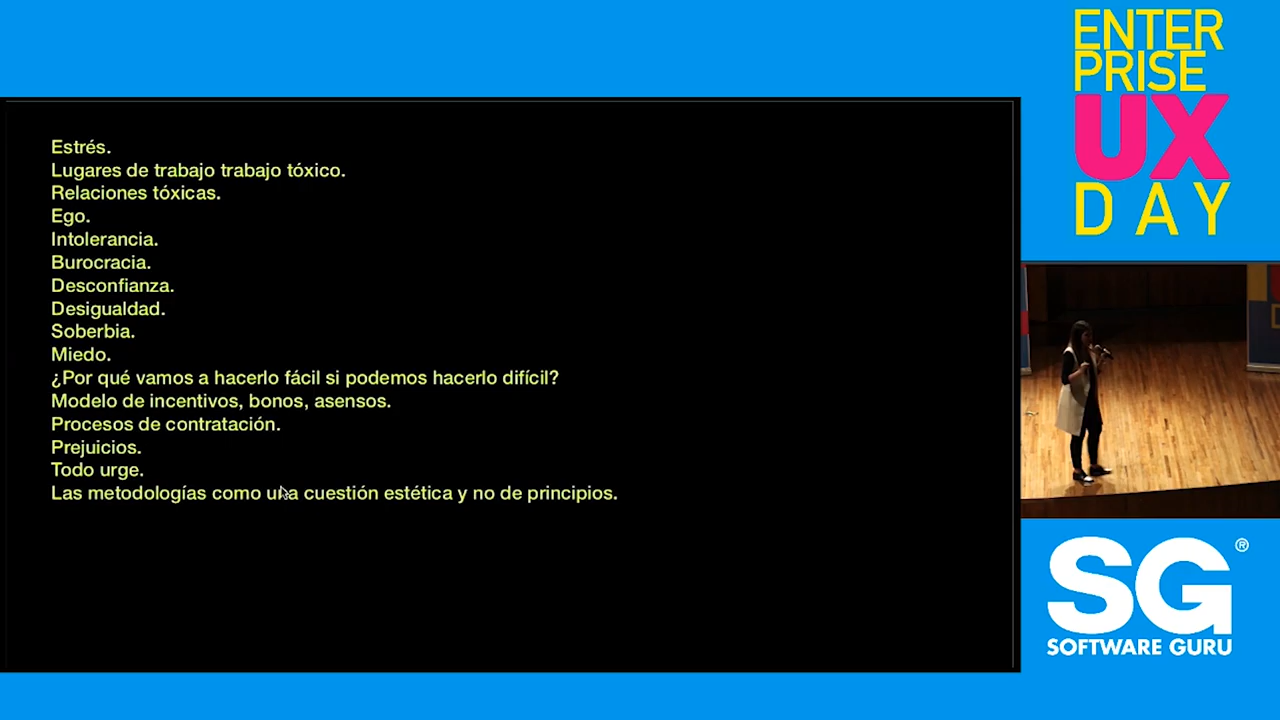 Estrés.
Lugares de trabajo trabajo tóxico.
Relaciones tóxicas.
Ego.
Intolerancia.
Burocracia.
Desconfianza.
Desigualdad.
Soberbia.
Miedo.
¿Por qué vamos a hacerlo fácil si podemos hacerlo difícil?
Modelo de incentivos, bonos, asensos.
Procesos de contratación.
Prejuicios.
Todo urge.
Las metodologías como una cuestión estética y no de principios.
ENTER
PRISE
UX
DAY
SG®
SOFTWARE GURU